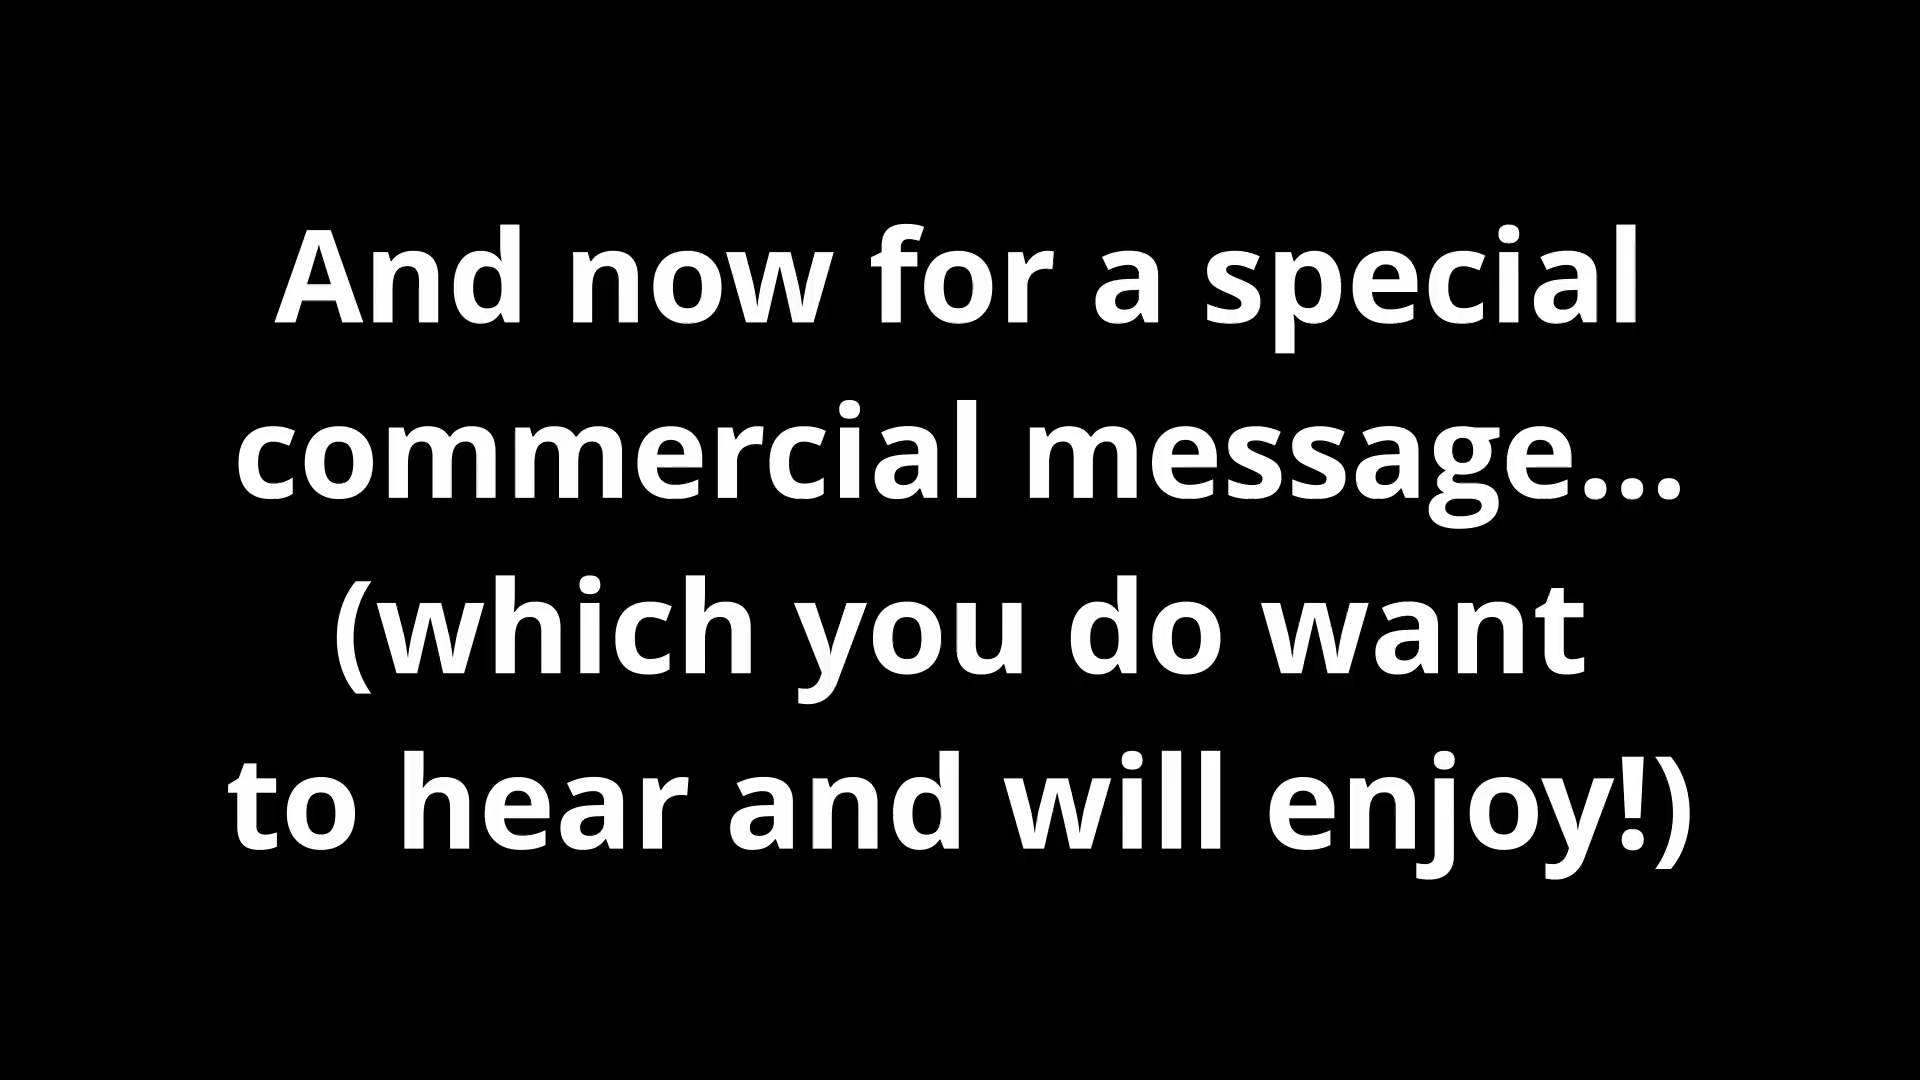 And now for a special
commercial message...
(which you do want
to hear and will enjoy!)